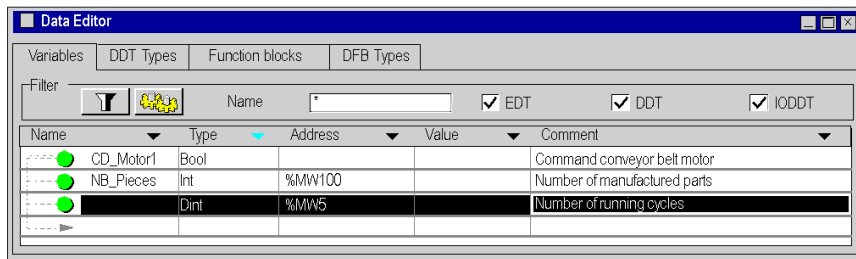 Data Editor
Variables DDT Types Function blocks DFB Types
Filter
Name * EDT DDT IODDT
Name Type Address Value Comment
CD_Motor1 Bool Command conveyor belt motor
NB_Pieces Int %MW100 Number of manufactured parts
Dint %MW5 Number of running cycles